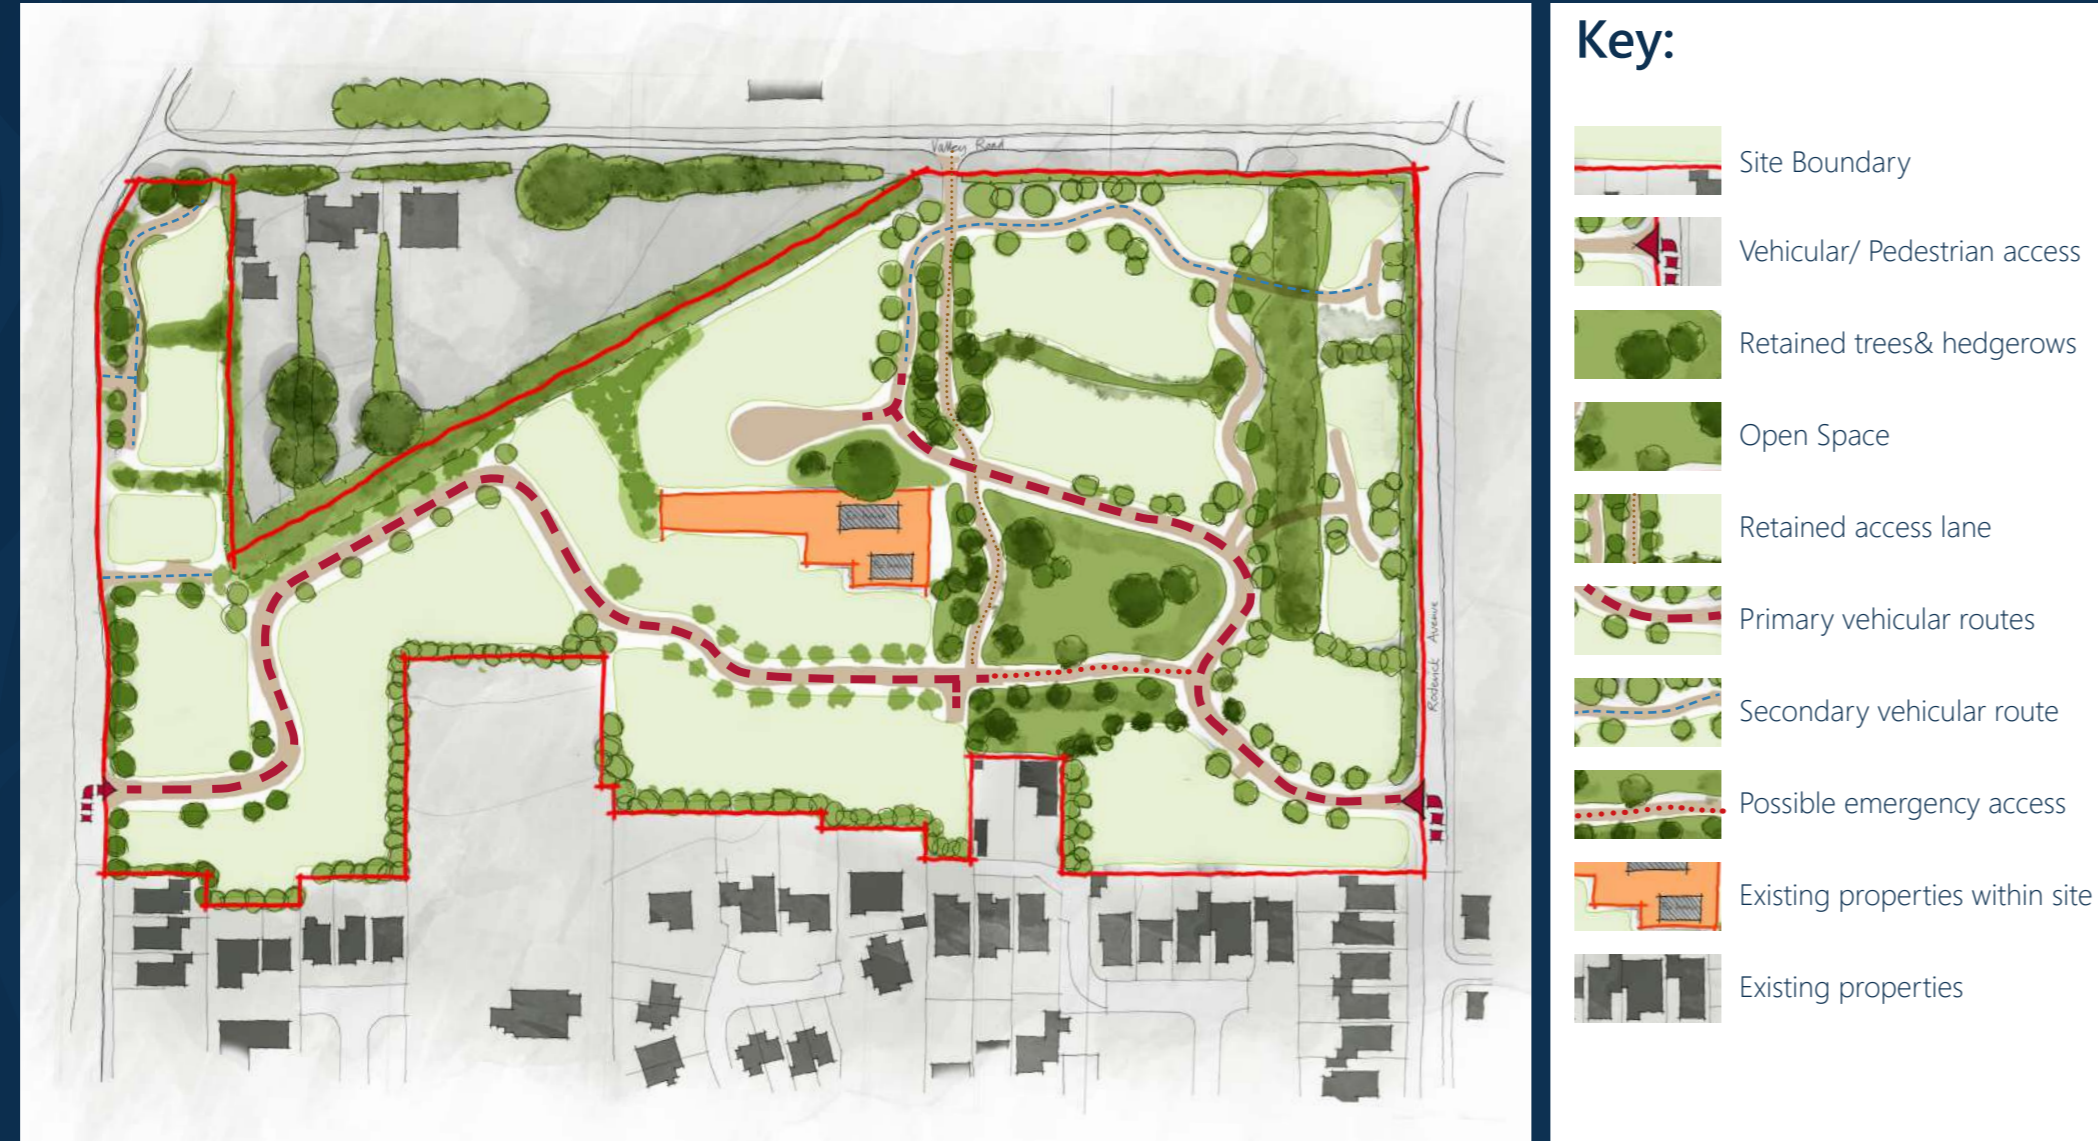 Key:
Valley Road
Site Boundary
Vehicular/ Pedestrian access
Retained trees& hedgerows
Open Space
Retained access lane
Roderick Avenue
Primary vehicular routes
Secondary vehicular route
Possible emergency access
Existing properties within site
Existing properties